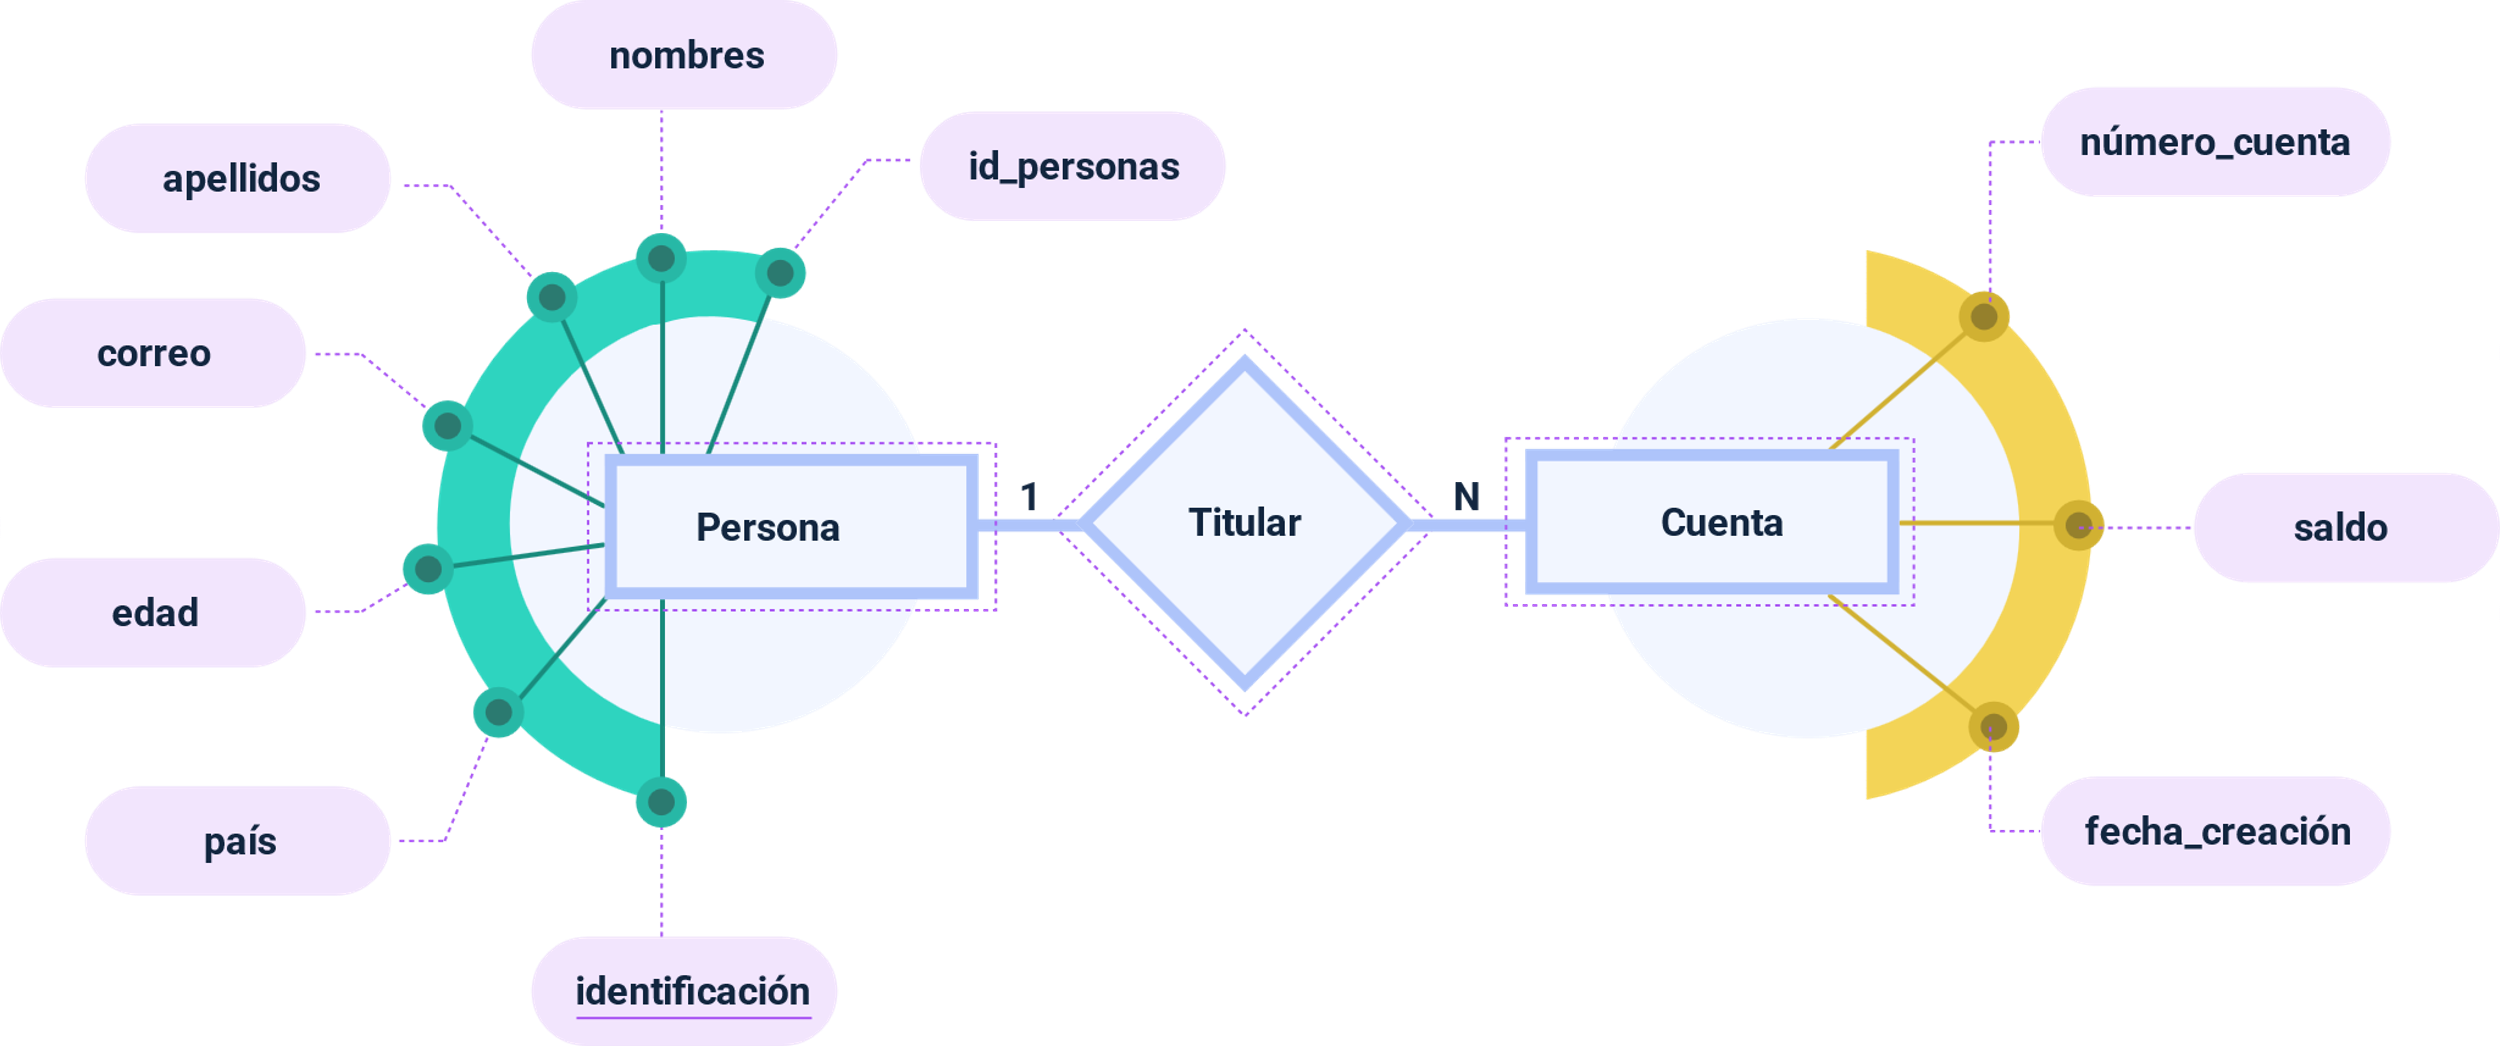 nombres
id_personas
apellidos
número_cuenta
correo
1
N
Persona
Titular
Cuenta
saldo
edad
país
fecha_creación
identificación